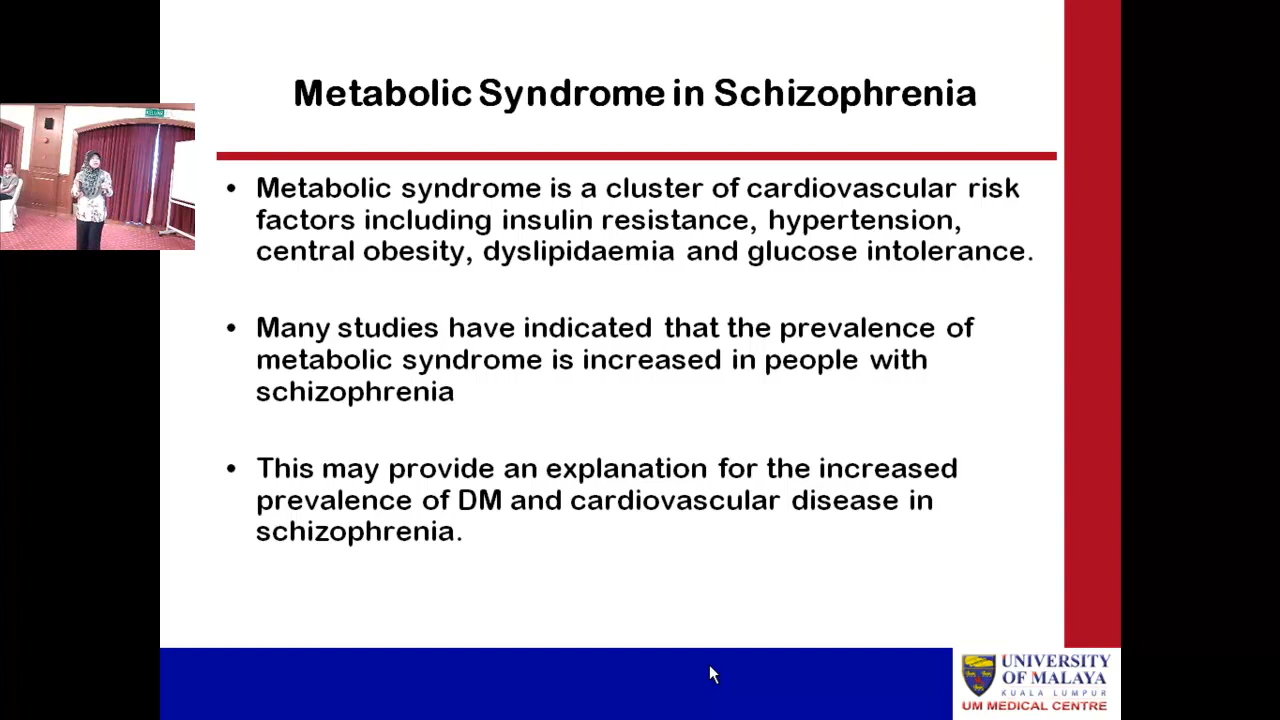 Metabolic Syndrome in Schizophrenia
• Metabolic syndrome is a cluster of cardiovascular risk
factors including insulin resistance, hypertension,
central obesity, dyslipidaemia and glucose intolerance.
• Many studies have indicated that the prevalence of
metabolic syndrome is increased in people with
schizophrenia
• This may provide an explanation for the increased
prevalence of DM and cardiovascular disease in
schizophrenia.
UNIVERSITY
OF MALAYA
KUALA LUMPUR
UM MEDICAL CENTRE